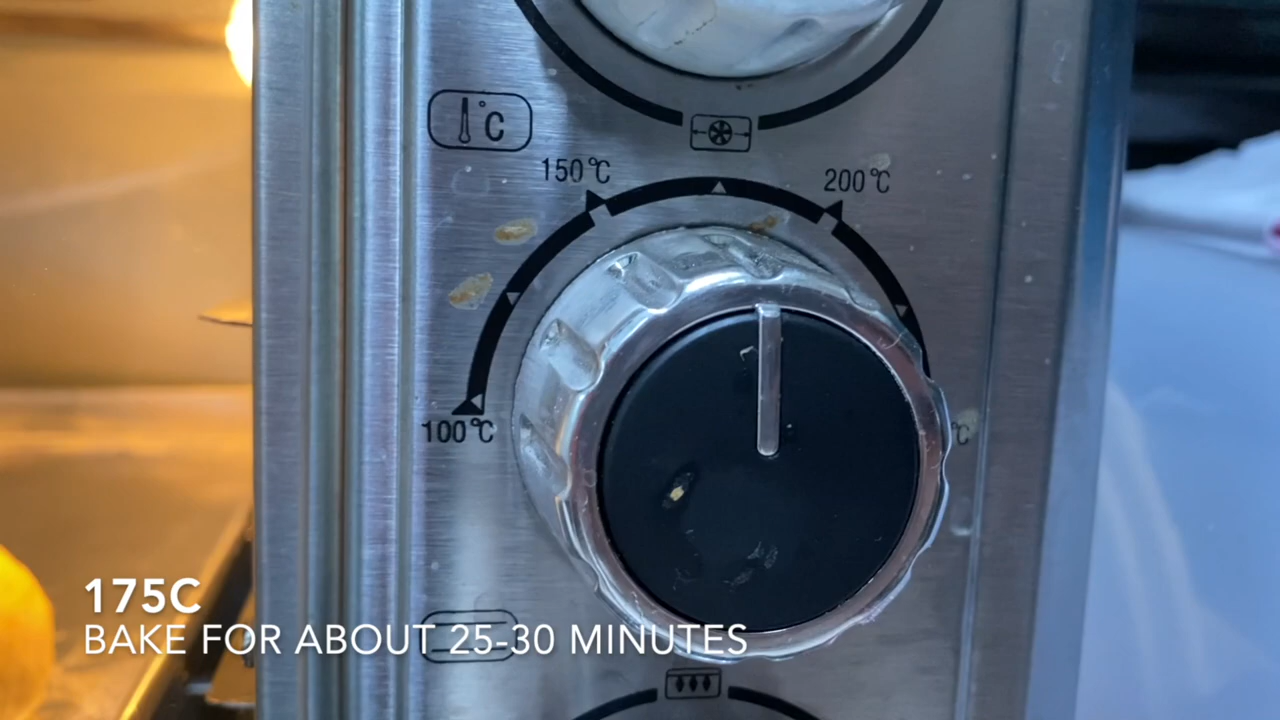 °C
150°C
200°C
100°C
°C
175C
BAKE FOR ABOUT 25-30 MINUTES